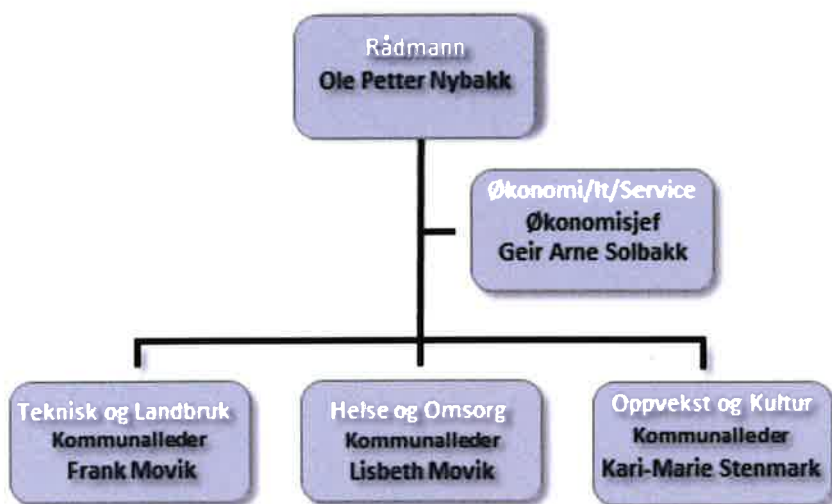 Rådmann
Ole Petter Nybakk
Økonomi/It/Service
Økonomisjef
Geir Arne Solbakk
Teknisk og Landbruk
Kommunalleder
Frank Movik
Helse og Omsorg
Kommunalleder
Lisbeth Movik
Oppvekst og Kultur
Kommunalleder
Kari-Marie Stenmark